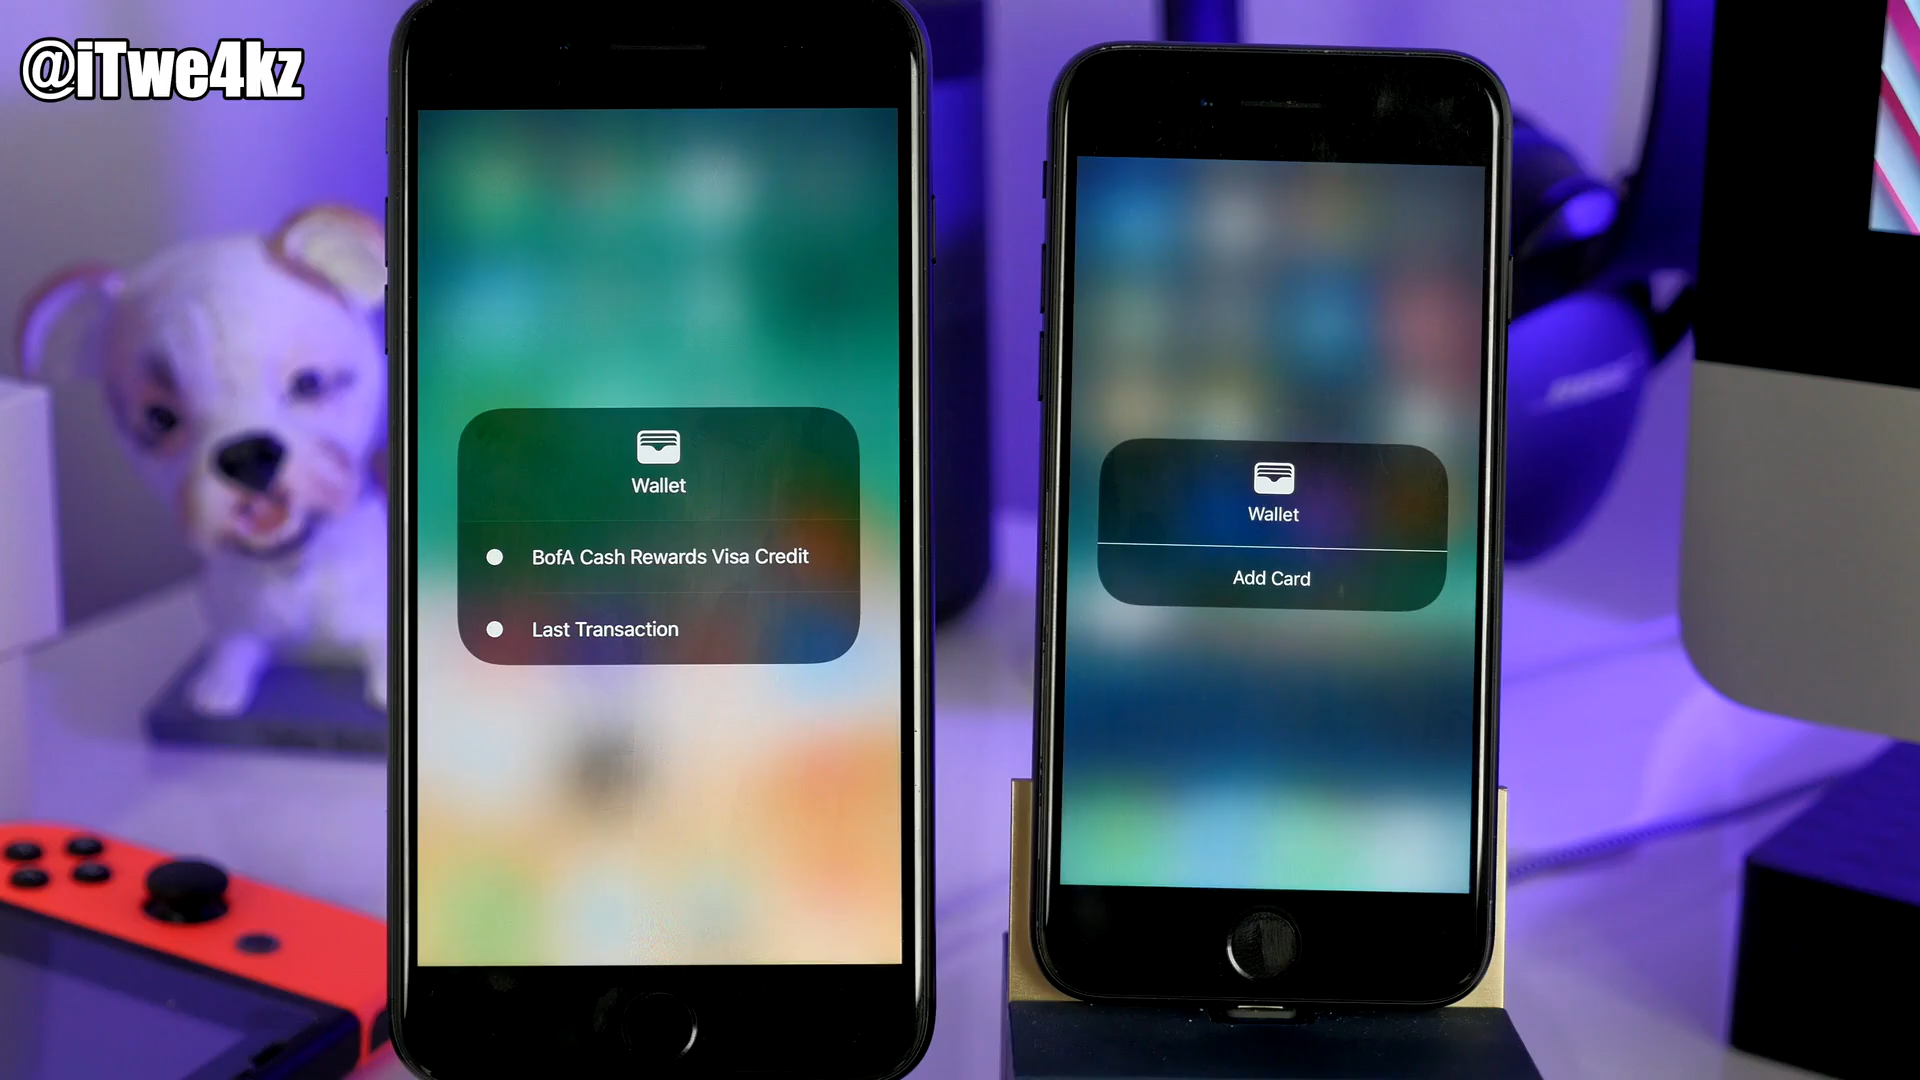 @iTwe4kz
Wallet
BofA Cash Rewards Visa Credit
Last Transaction
Wallet
Add Card